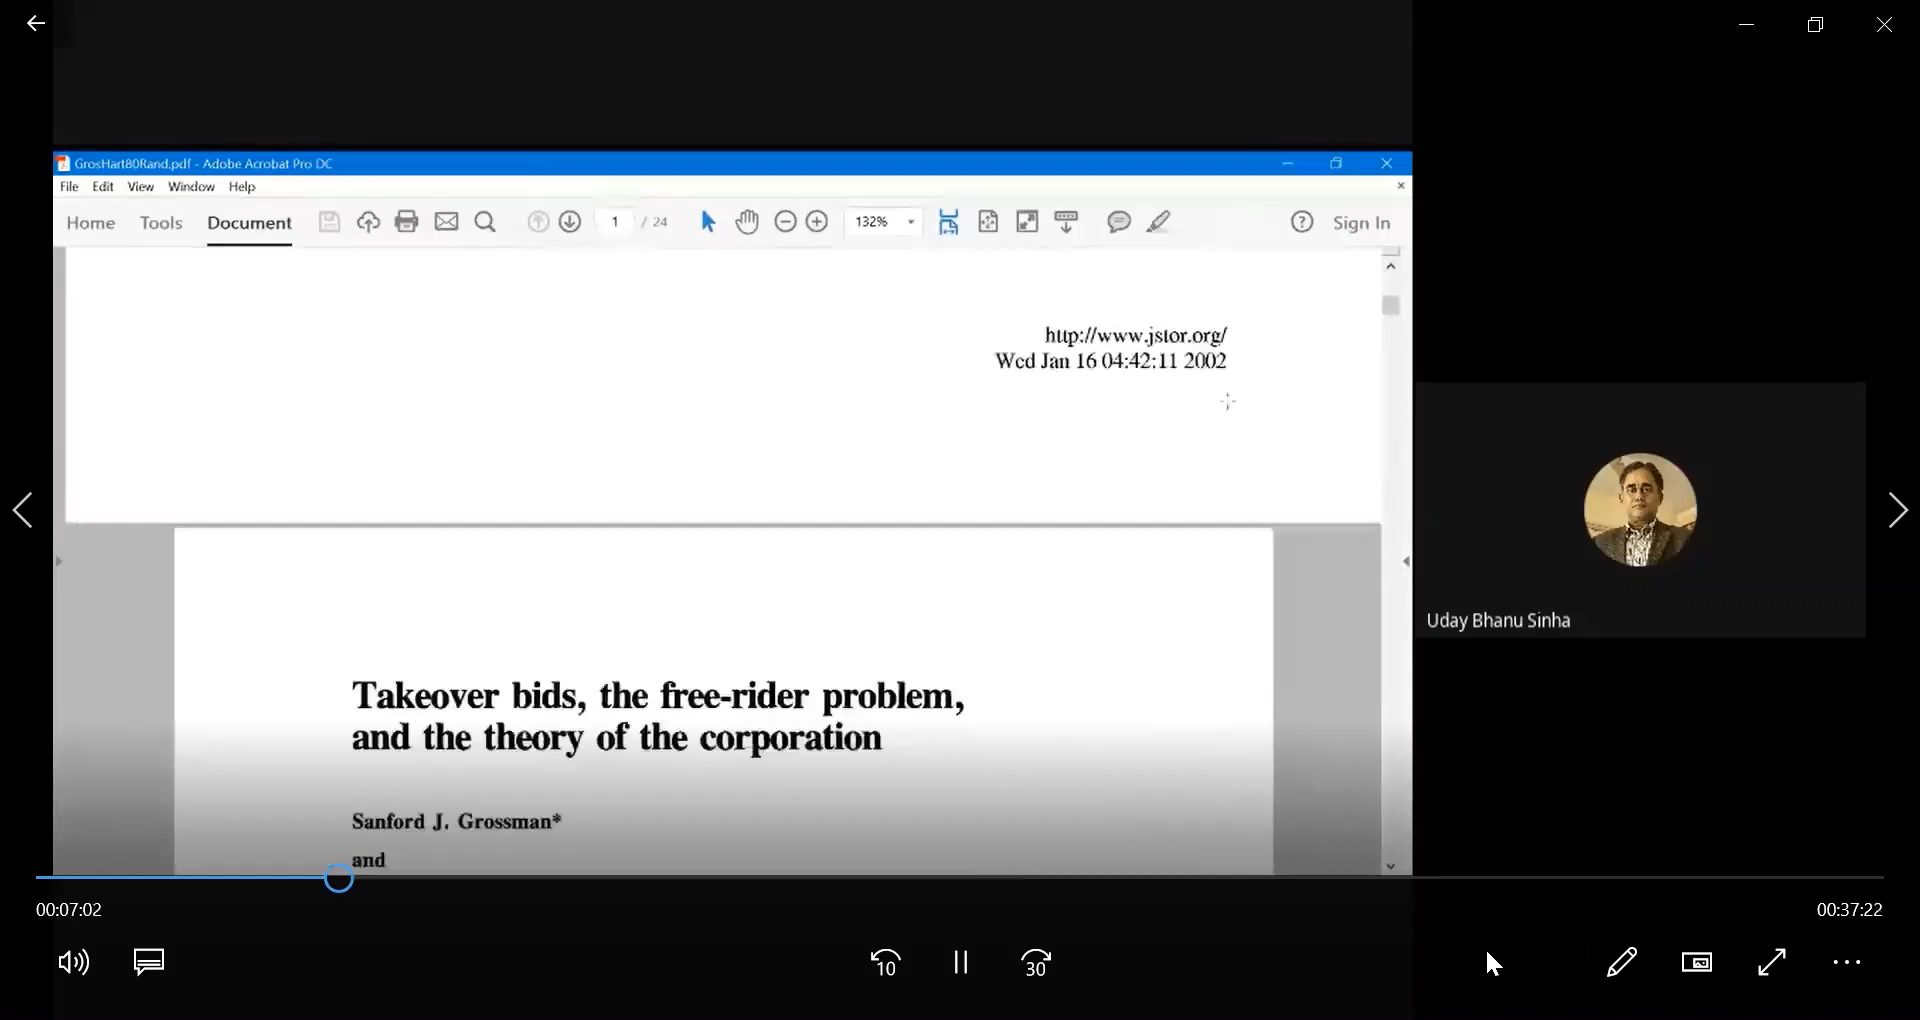 GrosHart80Rand.pdf - Adobe Acrobat Pro DC
File Edit View Window Help
Home Tools Document 1 / 24 132% Sign In
http://www.jstor.org/
Wed Jan 16 04:42:11 2002
Takeover bids, the free-rider problem,
and the theory of the corporation
Sanford J. Grossman*
and
Uday Bhanu Sinha
00:07:02 00:37:22
10 30